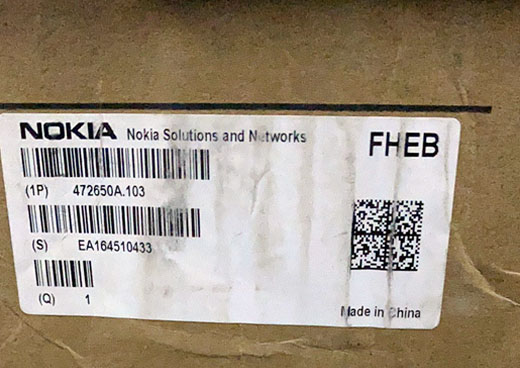 NOKIA Nokia Solutions and Networks
FHEB
(1P) 472650A.103
(S) EA164510433
(Q) 1
Made in China